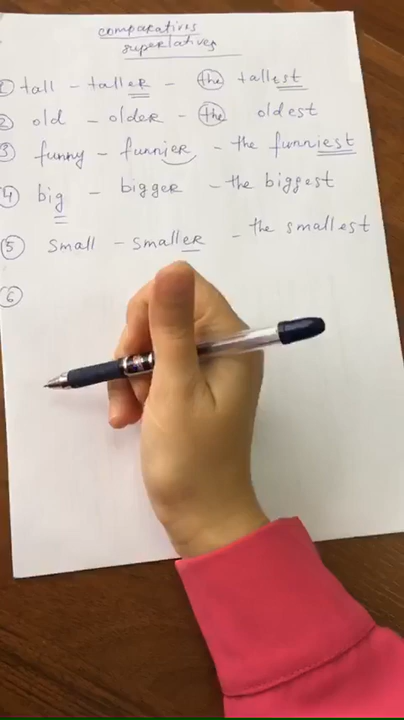 comparatives
superlatives
1 tall - taller - the tallest
2 old - older - the oldest
3 funny - funnier - the funniest
4 big - bigger - the biggest
5 small - smaller - the smallest
6